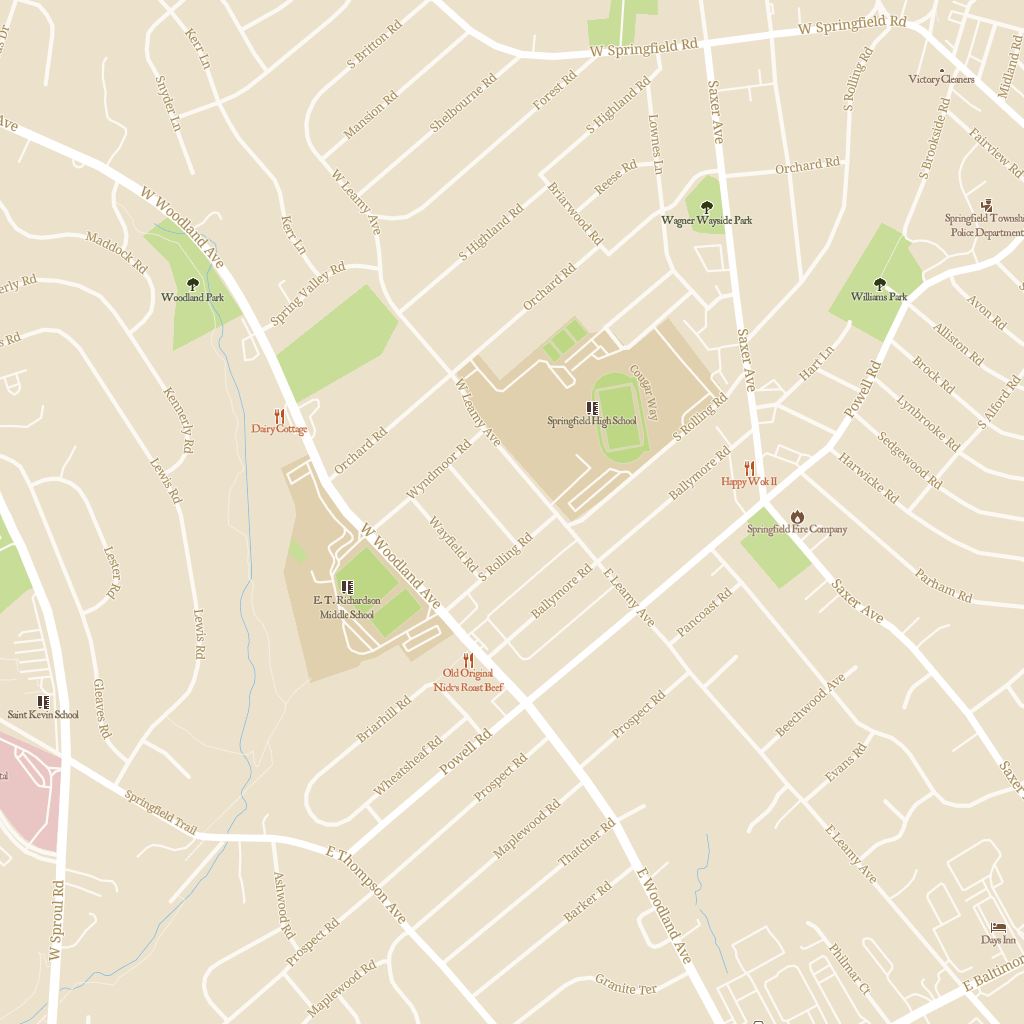 W Springfield Rd
W Springfield Rd
Kerr Ln
S Britton Rd
Snyder Ln
Mansion Rd
Shelbourne Rd
Forest Rd
S Highland Rd
Saxer Ave
S Rolling Rd
Victory Cleaners
Midland Rd
Ave
Lownes Ln
S Brookside Rd
Fairview Rd
Orchard Rd
Reese Rd
W Leamy Ave
W Woodland Ave
Briarwood Rd
Wagner Wayside Park
Springfield Townsh
Police Department
Kerr Ln
S Highland Rd
Maddock Rd
Spring Valley Rd
Woodland Park
Orchard Rd
Williams Park
Avon Rd
Alliston Rd
Saxer Ave
Hart Ln
Brock Rd
Powell Rd
Cougar Way
W Leamy Ave
Springfield High School
S Rolling Rd
Lynbrooke Rd
S Alford Rd
Kennerly Rd
Dairy Cottage
Orchard Rd
Wyndmoor Rd
Sedgewood Rd
Ballymore Rd
Harwicke Rd
Happy Wok II
Lewis Rd
Springfield Fire Company
W Woodland Ave
Wayfield Rd
S Rolling Rd
Lester Rd
E. T. Richardson
Middle School
Ballymore Rd
E Leamy Ave
Pancoast Rd
Parham Rd
Saxer Ave
Lewis Rd
Old Original
Nick's Roast Beef
Saint Kevin School
Gleaves Rd
Briarhill Rd
Prospect Rd
Beechwood Ave
Wheatsheaf Rd
Powell Rd
Prospect Rd
Evans Rd
Springfield Trail
Maplewood Rd
Thatcher Rd
E Thompson Ave
E Leamy Ave
Barker Rd
E Woodland Ave
Ashwood Rd
W Sproul Rd
Prospect Rd
Days Inn
Maplewood Rd
Philmar Ct
Granite Ter
E Baltimo